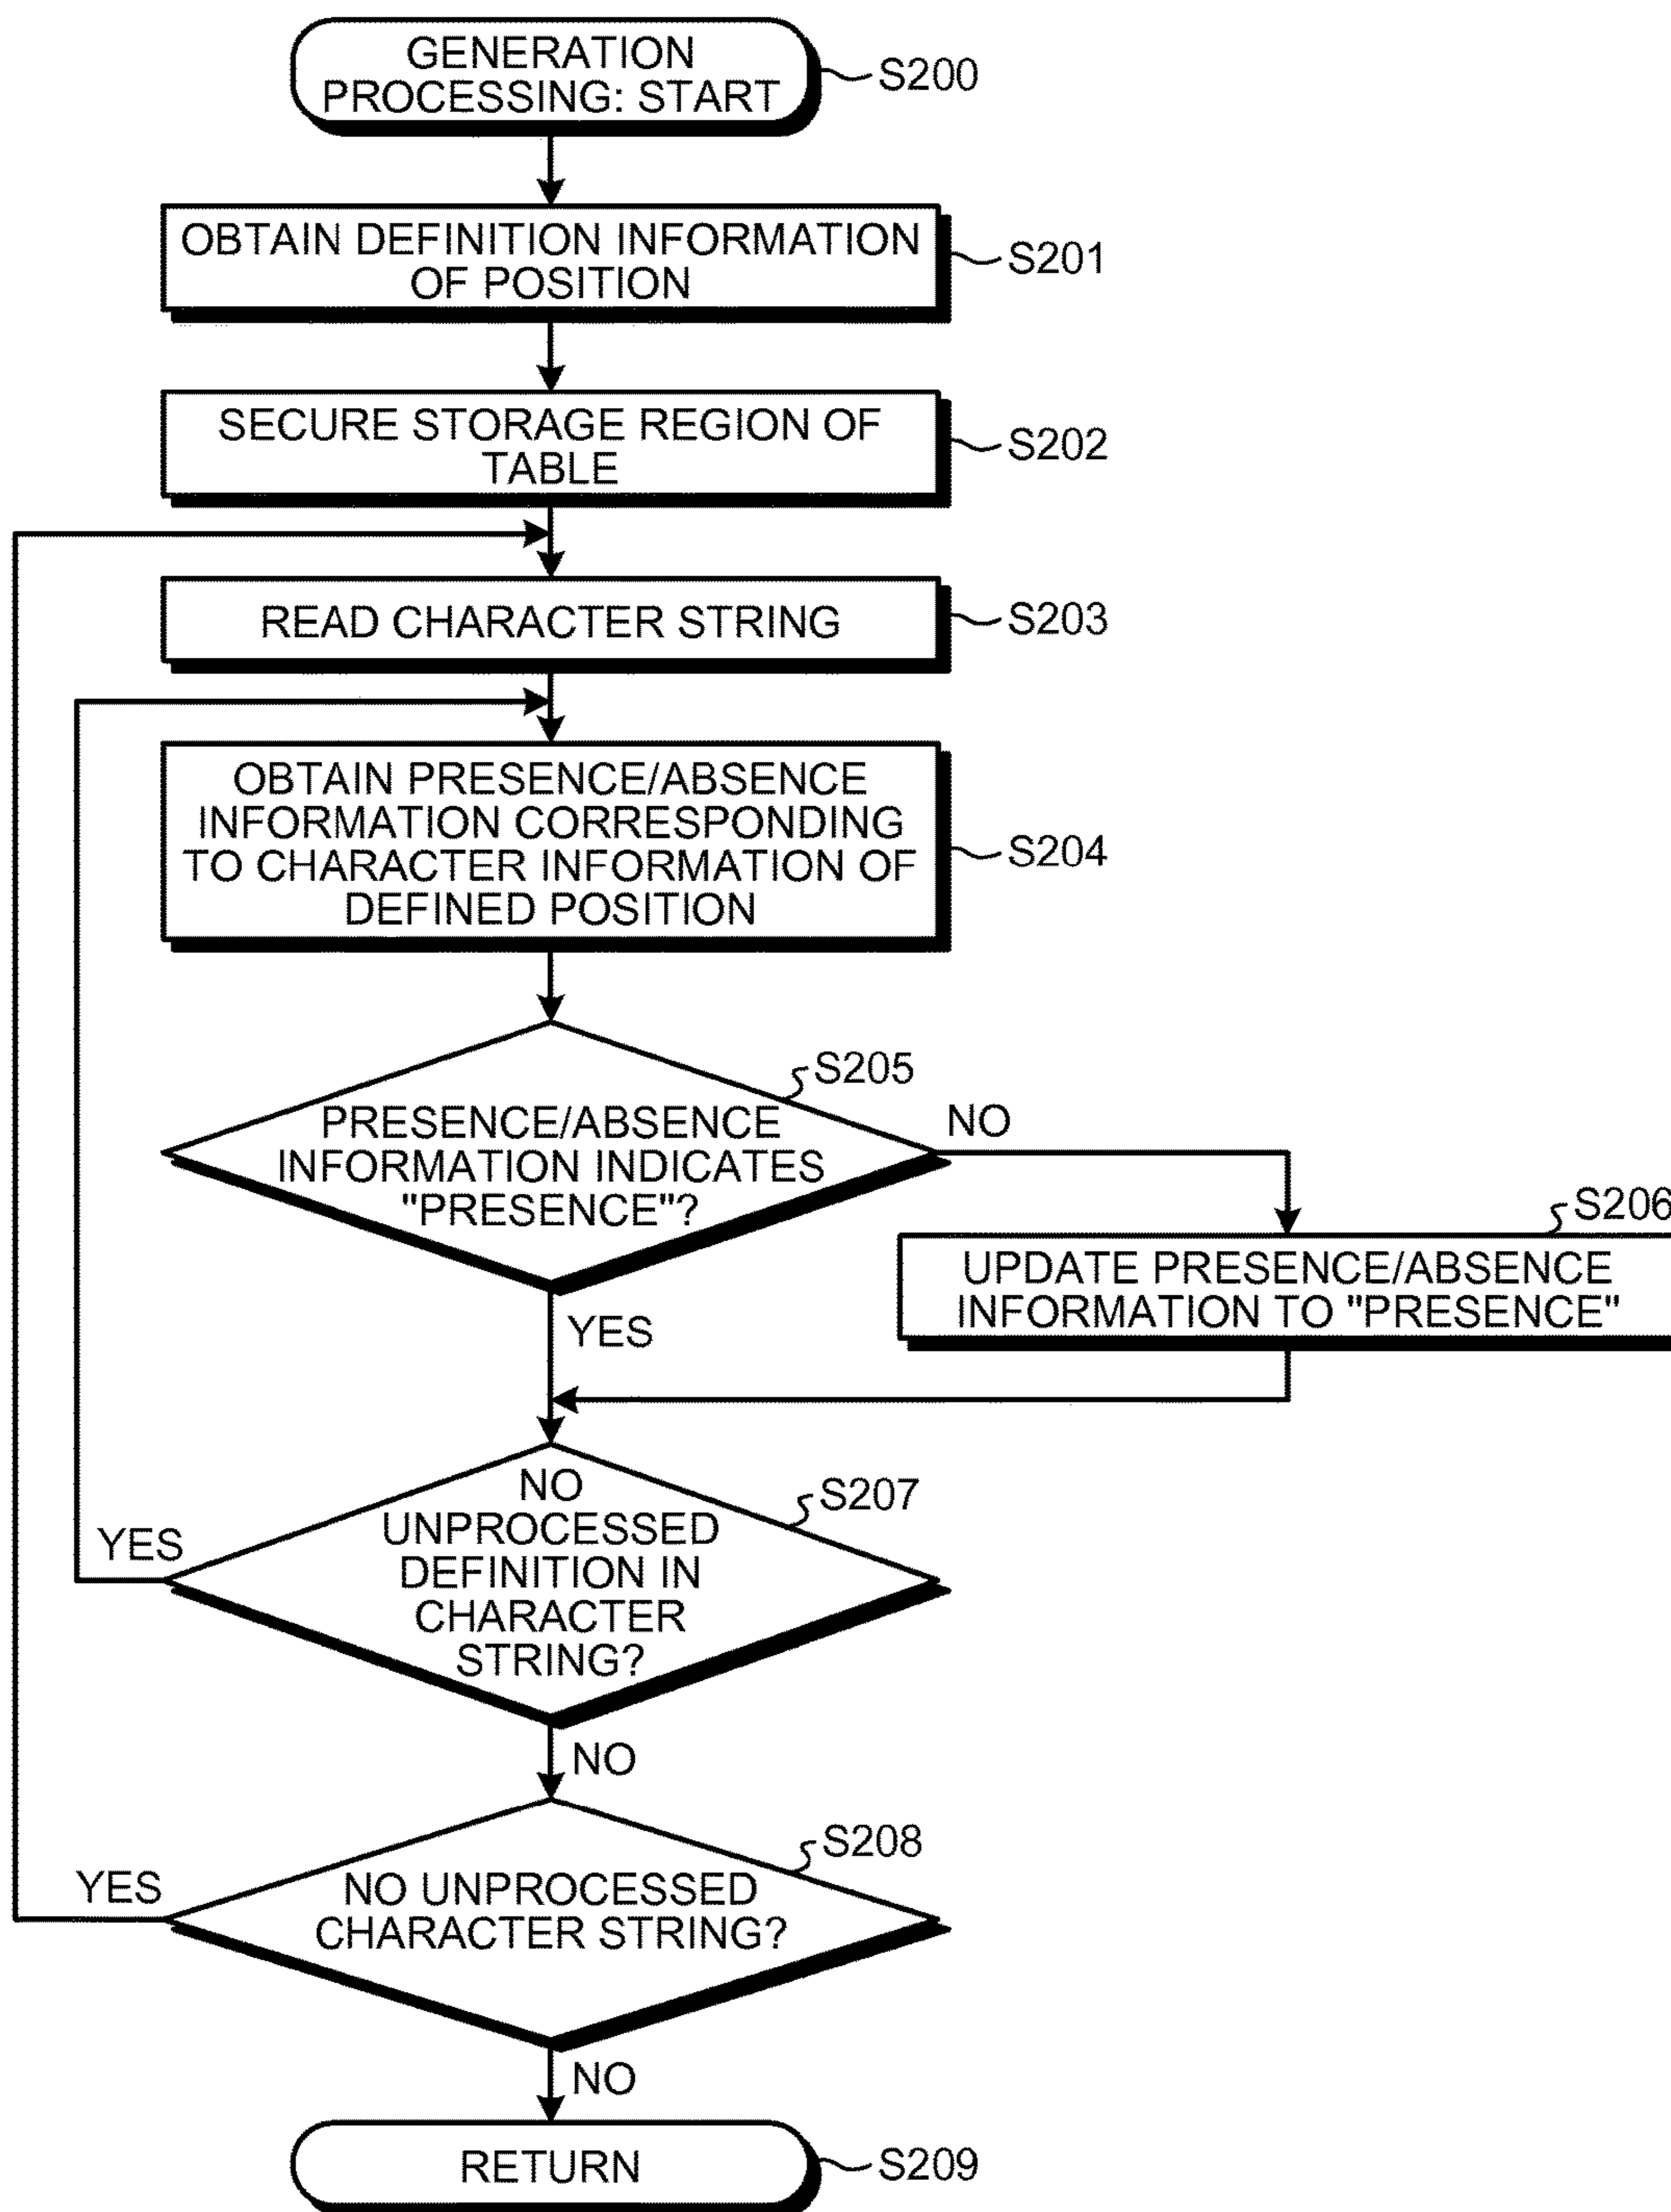 GENERATION
PROCESSING: START
S200
OBTAIN DEFINITION INFORMATION
OF POSITION
S201
SECURE STORAGE REGION OF
TABLE
S202
READ CHARACTER STRING
S203
OBTAIN PRESENCE/ABSENCE
INFORMATION CORRESPONDING
TO CHARACTER INFORMATION OF
DEFINED POSITION
S204
S205
PRESENCE/ABSENCE
INFORMATION INDICATES
"PRESENCE"?
NO
S206
UPDATE PRESENCE/ABSENCE
INFORMATION TO "PRESENCE"
YES
S207
NO
UNPROCESSED
DEFINITION IN
CHARACTER
STRING?
YES
NO
S208
NO UNPROCESSED
CHARACTER STRING?
YES
NO
RETURN
S209